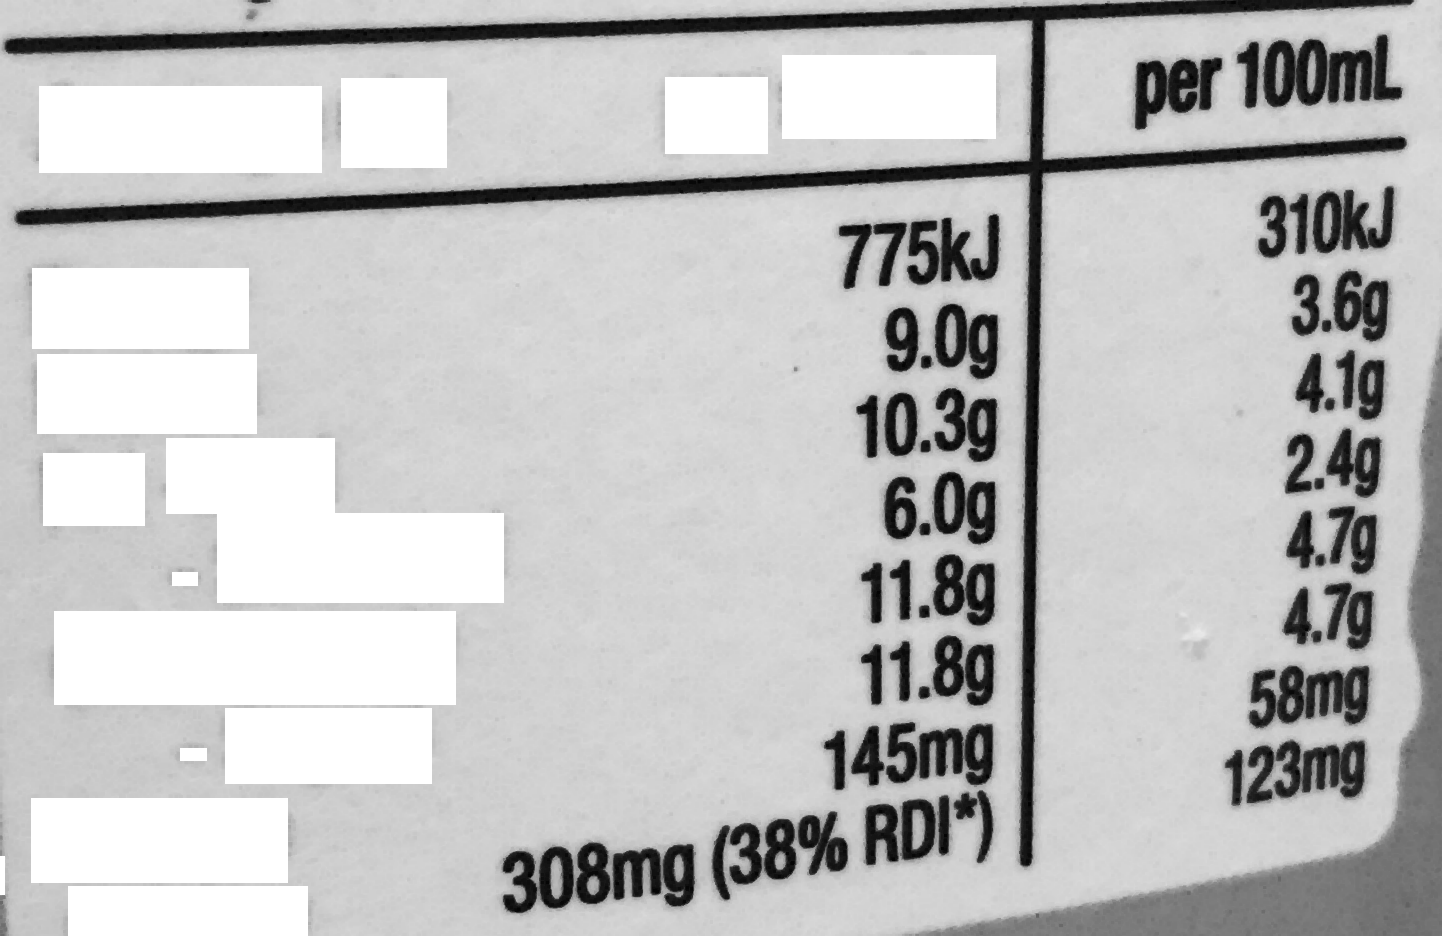 per 100mL
775kJ 310kJ
9.0g 3.6g
10.3g 4.1g
6.0g 2.4g
11.8g 4.7g
11.8g 4.7g
145mg 58mg
308mg (38% RDI*) 123mg